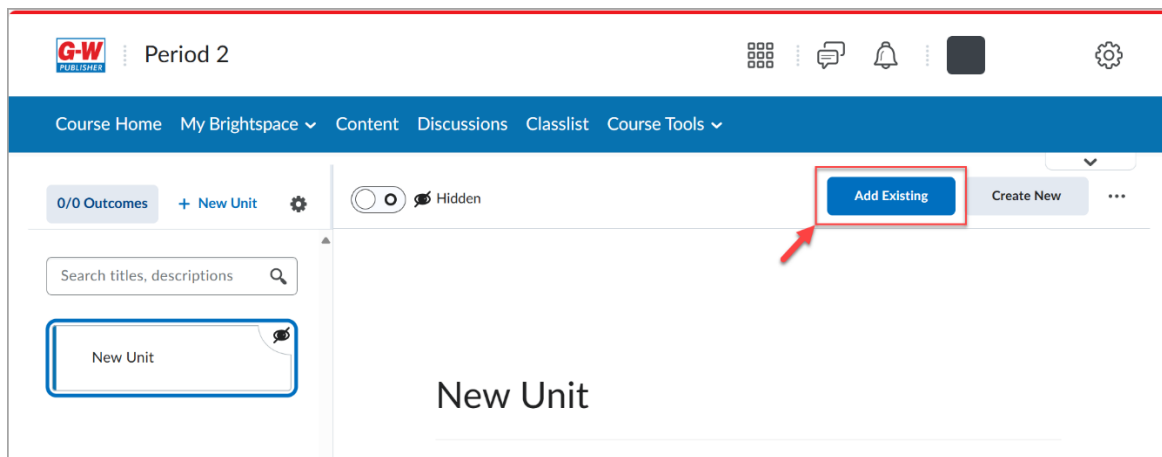 G-W
PUBLISHER
Period 2
Course Home My Brightspace Content Discussions Classlist Course Tools
0/0 Outcomes + New Unit Hidden Add Existing Create New ...
Search titles, descriptions
New Unit
New Unit